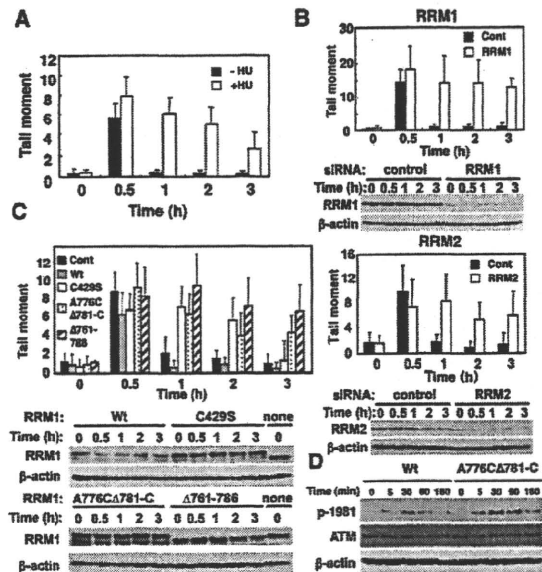 A
Tail moment
12
10
8
6
4
2
0
- HU
+HU
0 0.5 1 2 3
Time (h)
B
RRM1
Tail moment
30
20
10
0
Cont
RRM1
0 0.5 1 2 3
Time (h)
siRNA: control RRM1
Time (h): 0 0.5 1 2 3 0 0.5 1 2 3
RRM1
β-actin
RRM2
Tail moment
16
12
8
4
0
Cont
RRM2
0 0.5 1 2 3
Time (h)
siRNA: control RRM2
Time (h): 0 0.5 1 2 3 0 0.5 1 2 3
RRM2
β-actin
C
Tail moment
12
10
8
6
4
2
0
Cont
Wt
C429S
A776C
Δ781-C
Δ761-
786
0 0.5 1 2 3
Time (h)
RRM1: Wt C429S none
Time (h): 0 0.5 1 2 3 0 0.5 1 2 3 0
RRM1
β-actin
RRM1: A776CΔ781-C Δ761-786 none
Time (h): 0 0.5 1 2 3 0 0.5 1 2 3 0
RRM1
β-actin
D
Wt A776CΔ781-C
Time (min) 0 5 30 60 180 0 5 30 60 180
p-1981
ATM
β-actin